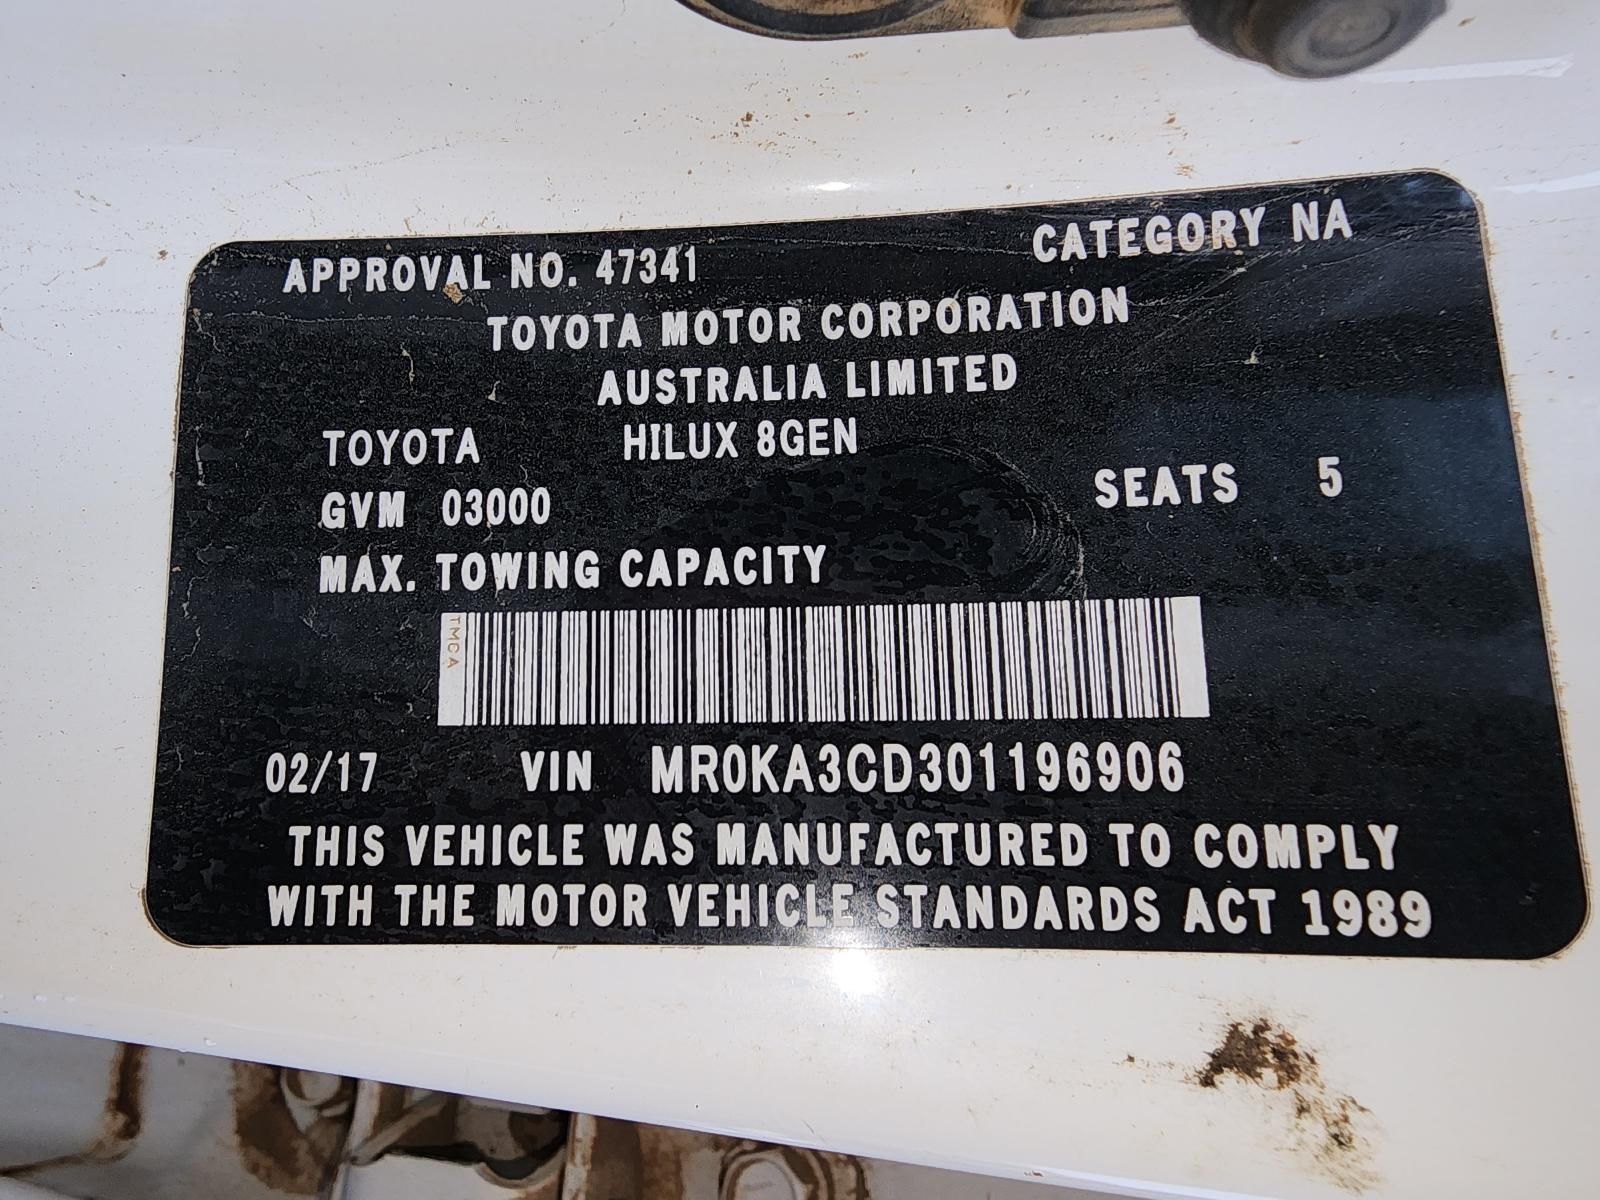 APPROVAL NO. 47341 CATEGORY NA
TOYOTA MOTOR CORPORATION
AUSTRALIA LIMITED
TOYOTA HILUX 8GEN
GVM 03000 SEATS 5
MAX. TOWING CAPACITY
TMCA
02/17 VIN MR0KA3CD301196906
THIS VEHICLE WAS MANUFACTURED TO COMPLY
WITH THE MOTOR VEHICLE STANDARDS ACT 1989